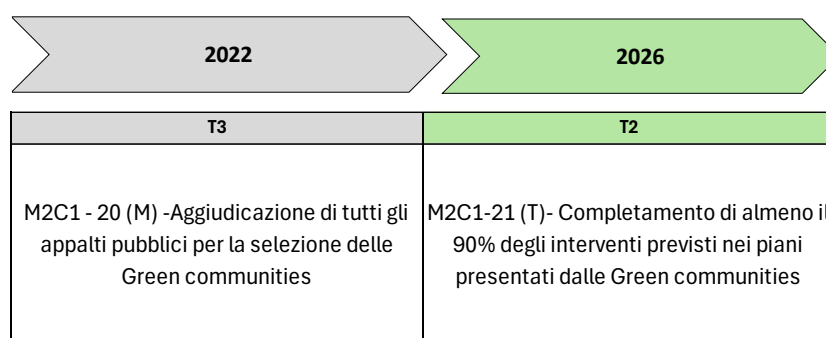 2022
2026
T3
T2
M2C1 - 20 (M) -Aggiudicazione di tutti gli
appalti pubblici per la selezione delle
Green communities
M2C1-21 (T)- Completamento di almeno il
90% degli interventi previsti nei piani
presentati dalle Green communities